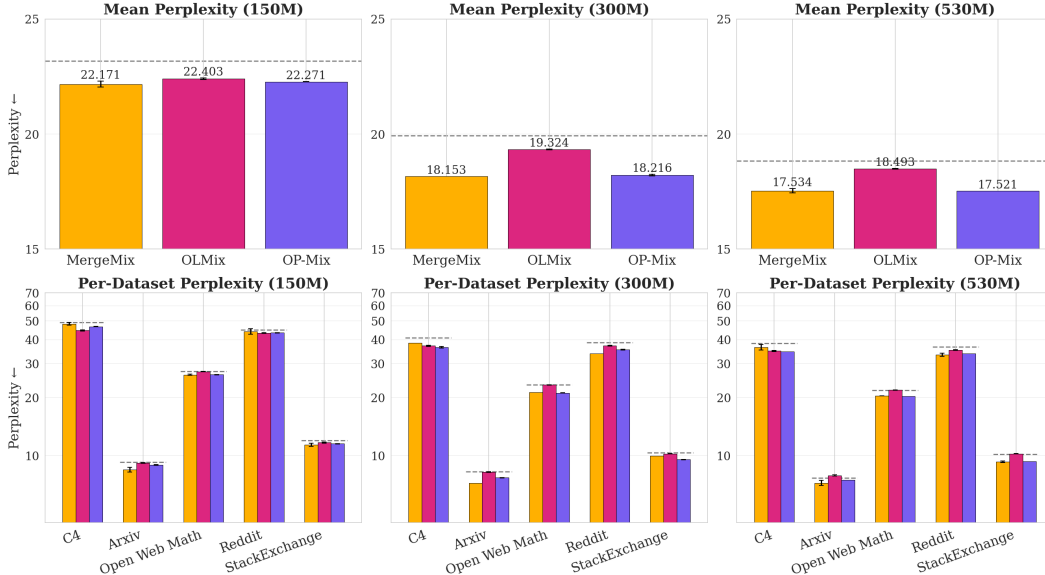 Mean Perplexity (150M)
Perplexity ←
25
20
15
22.171
22.403
22.271
MergeMix
OLMix
OP-Mix
Mean Perplexity (300M)
25
20
15
18.153
19.324
18.216
MergeMix
OLMix
OP-Mix
Mean Perplexity (530M)
25
20
15
17.534
18.493
17.521
MergeMix
OLMix
OP-Mix
Per-Dataset Perplexity (150M)
Perplexity ←
70
60
50
40
30
20
10
C4
Arxiv
Open Web Math
Reddit
StackExchange
Per-Dataset Perplexity (300M)
70
60
50
40
30
20
10
C4
Arxiv
Open Web Math
Reddit
StackExchange
Per-Dataset Perplexity (530M)
70
60
50
40
30
20
10
C4
Arxiv
Open Web Math
Reddit
StackExchange